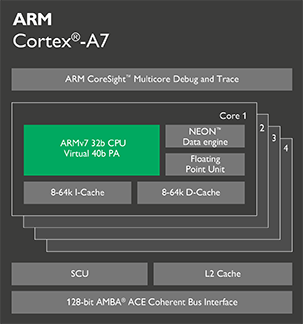 ARM
Cortex®-A7
ARM CoreSight™ Multicore Debug and Trace
Core 1
2
3
4
ARMv7 32b CPU
Virtual 40b PA
NEON™
Data engine
Floating
Point Unit
8-64k I-Cache
8-64k D-Cache
SCU
L2 Cache
128-bit AMBA® ACE Coherent Bus Interface